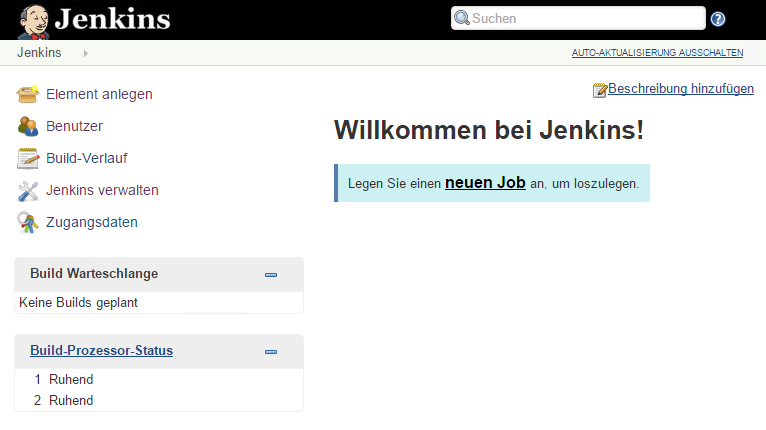 Jenkins
Suchen
Jenkins
AUTO-AKTUALISIERUNG AUSSCHALTEN
Element anlegen
Benutzer
Build-Verlauf
Jenkins verwalten
Zugangsdaten
Build Warteschlange
Keine Builds geplant
Build-Prozessor-Status
1 Ruhend
2 Ruhend
Beschreibung hinzufügen
Willkommen bei Jenkins!
Legen Sie einen neuen Job an, um loszulegen.